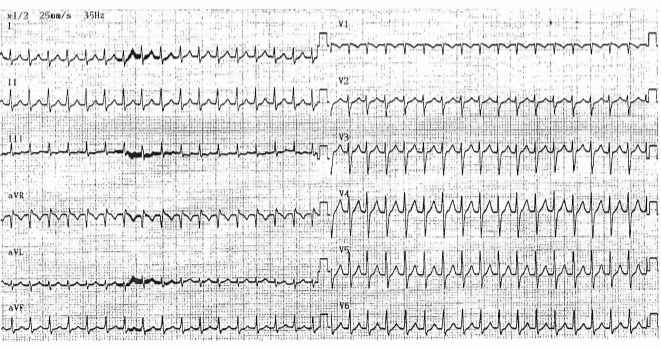 x1/2 25mm/s 35Hz
I
II
III
aVR
aVL
aVF
V1
V2
V3
V4
V5
V6